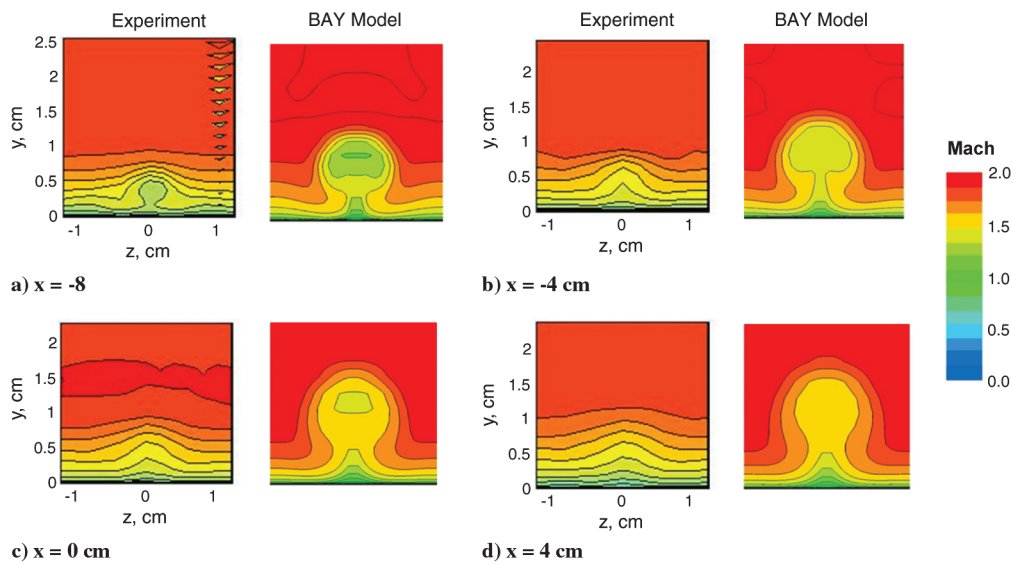 Experiment BAY Model Experiment BAY Model
2.5
2
1.5
1
0.5
0
y, cm
-1 0 1
z, cm
2
1.5
1
0.5
0
y, cm
-1 0 1
z, cm
a) x = -8
b) x = -4 cm
Mach
2.0
1.5
1.0
0.5
0.0
2
1.5
1
0.5
0
y, cm
-1 0 1
z, cm
2
1.5
1
0.5
0
y, cm
-1 0 1
z, cm
c) x = 0 cm
d) x = 4 cm